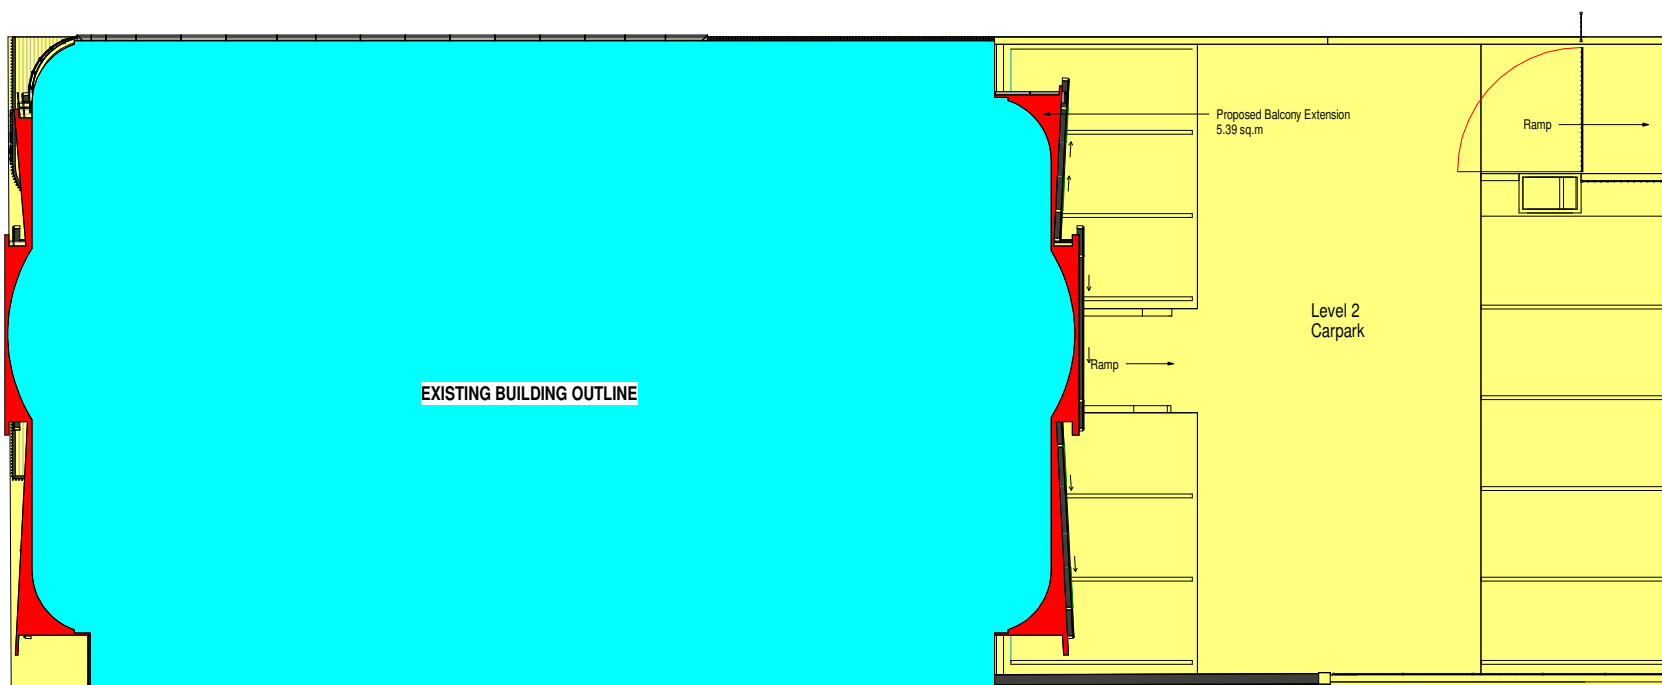 Proposed Balcony Extension
5.39 sq.m
Ramp
Level 2
Carpark
Ramp
EXISTING BUILDING OUTLINE